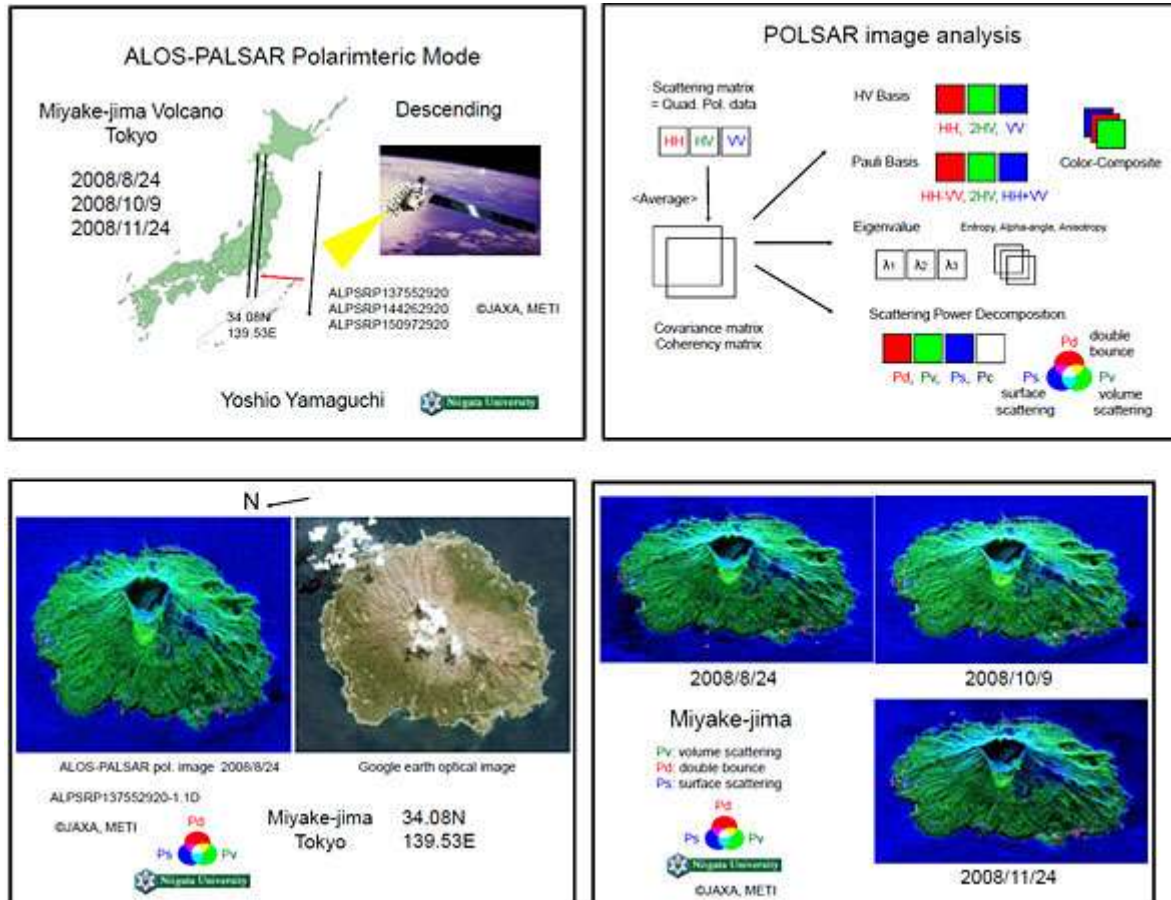 ALOS-PALSAR Polarimteric Mode
Miyake-jima Volcano
Tokyo
2008/8/24
2008/10/9
2008/11/24
Descending
34.08N
139.53E
ALPSRP137552920
ALPSRP144262920
ALPSRP150972920
©JAXA, METI
Yoshio Yamaguchi
Niigata University
POLSAR image analysis
Scattering matrix
= Quad. Pol. data
HH HV VV
<Average>
Covariance matrix
Coherency matrix
HV Basis
HH, 2HV, VV
Pauli Basis
HH-VV, 2HV, HH+VV
Color-Composite
Eigenvalue
λ1 λ2 λ3
Entropy, Alpha-angle, Anisotropy,
Scattering Power Decomposition
Pd, Pv, Ps, Pc
Pd double
bounce
Ps Pv
surface
scattering
volume
scattering
N
ALOS-PALSAR pol. image 2008/8/24
Google earth optical image
ALPSRP137552920-1.1D
©JAXA, METI
Pd
Ps Pv
Niigata University
Miyake-jima 34.08N
Tokyo 139.53E
2008/8/24
2008/10/9
Miyake-jima
Pv: volume scattering
Pd: double bounce
Ps: surface scattering
Pd
Ps Pv
Niigata University
©JAXA, METI
2008/11/24